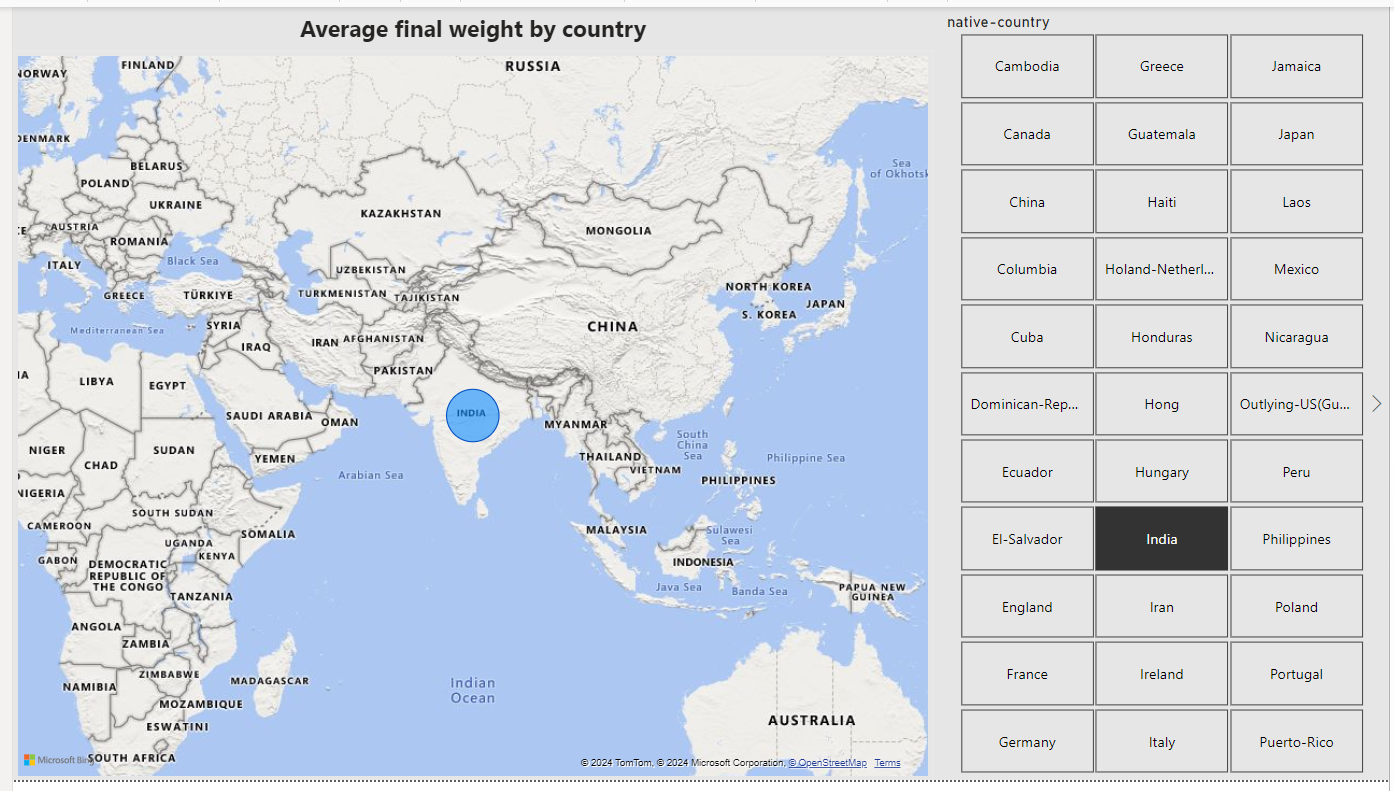 Average final weight by country
native-country
Cambodia
Greece
Jamaica
Canada
Guatemala
Japan
China
Haiti
Laos
Columbia
Holand-Netherl...
Mexico
Cuba
Honduras
Nicaragua
Dominican-Rep...
Hong
Outlying-US(Gu...
Ecuador
Hungary
Peru
El-Salvador
India
Philippines
England
Iran
Poland
France
Ireland
Portugal
Germany
Italy
Puerto-Rico
NORWAY
FINLAND
RUSSIA
DENMARK
BELARUS
POLAND
UKRAINE
AUSTRIA
ROMANIA
ITALY
Black Sea
GREECE
TÜRKIYE
Mediterranean Sea
SYRIA
IRAQ
IRAN
AFGHANISTAN
KAZAKHSTAN
UZBEKISTAN
TURKMENISTAN
TAJIKISTAN
MONGOLIA
Sea
of Okhotsk
NORTH KOREA
JAPAN
S. KOREA
CHINA
PAKISTAN
LIBYA
EGYPT
SAUDI ARABIA
OMAN
INDIA
MYANMAR
NIGER
CHAD
SUDAN
YEMEN
Arabian Sea
THAILAND
VIETNAM
South
China
Sea
Philippine Sea
PHILIPPINES
NIGERIA
SOUTH SUDAN
CAMEROON
SOMALIA
UGANDA
KENYA
GABON
DEMOCRATIC
REPUBLIC OF
THE CONGO
TANZANIA
MALAYSIA
Sulawesi
Sea
INDONESIA
Java Sea
Banda Sea
PAPUA NEW
GUINEA
ANGOLA
ZAMBIA
ZIMBABWE
MADAGASCAR
NAMIBIA
MOZAMBIQUE
ESWATINI
SOUTH AFRICA
Indian
Ocean
AUSTRALIA
Microsoft Bing
© 2024 TomTom, © 2024 Microsoft Corporation, © OpenStreetMap Terms